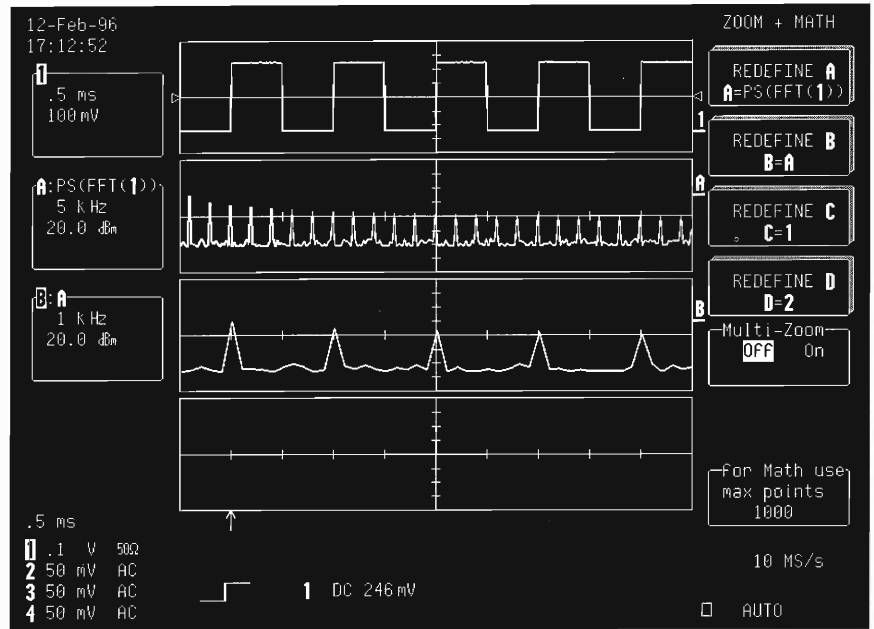 12-Feb-96
17:12:52
ZOOM + MATH
1
.5 ms
100 mV
A:PS(FFT(1))
5 kHz
20.0 dBm
B:A
1 kHz
20.0 dBm
1
A
B
REDEFINE A
A=PS(FFT(1))
REDEFINE B
B=A
REDEFINE C
C=1
REDEFINE D
D=2
Multi-Zoom
Off On
For Math use
max points
1000
.5 ms
1 .1 V 50Ω
2 50 mV AC
3 50 mV AC
4 50 mV AC
1 DC 246 mV
10 MS/s
AUTO